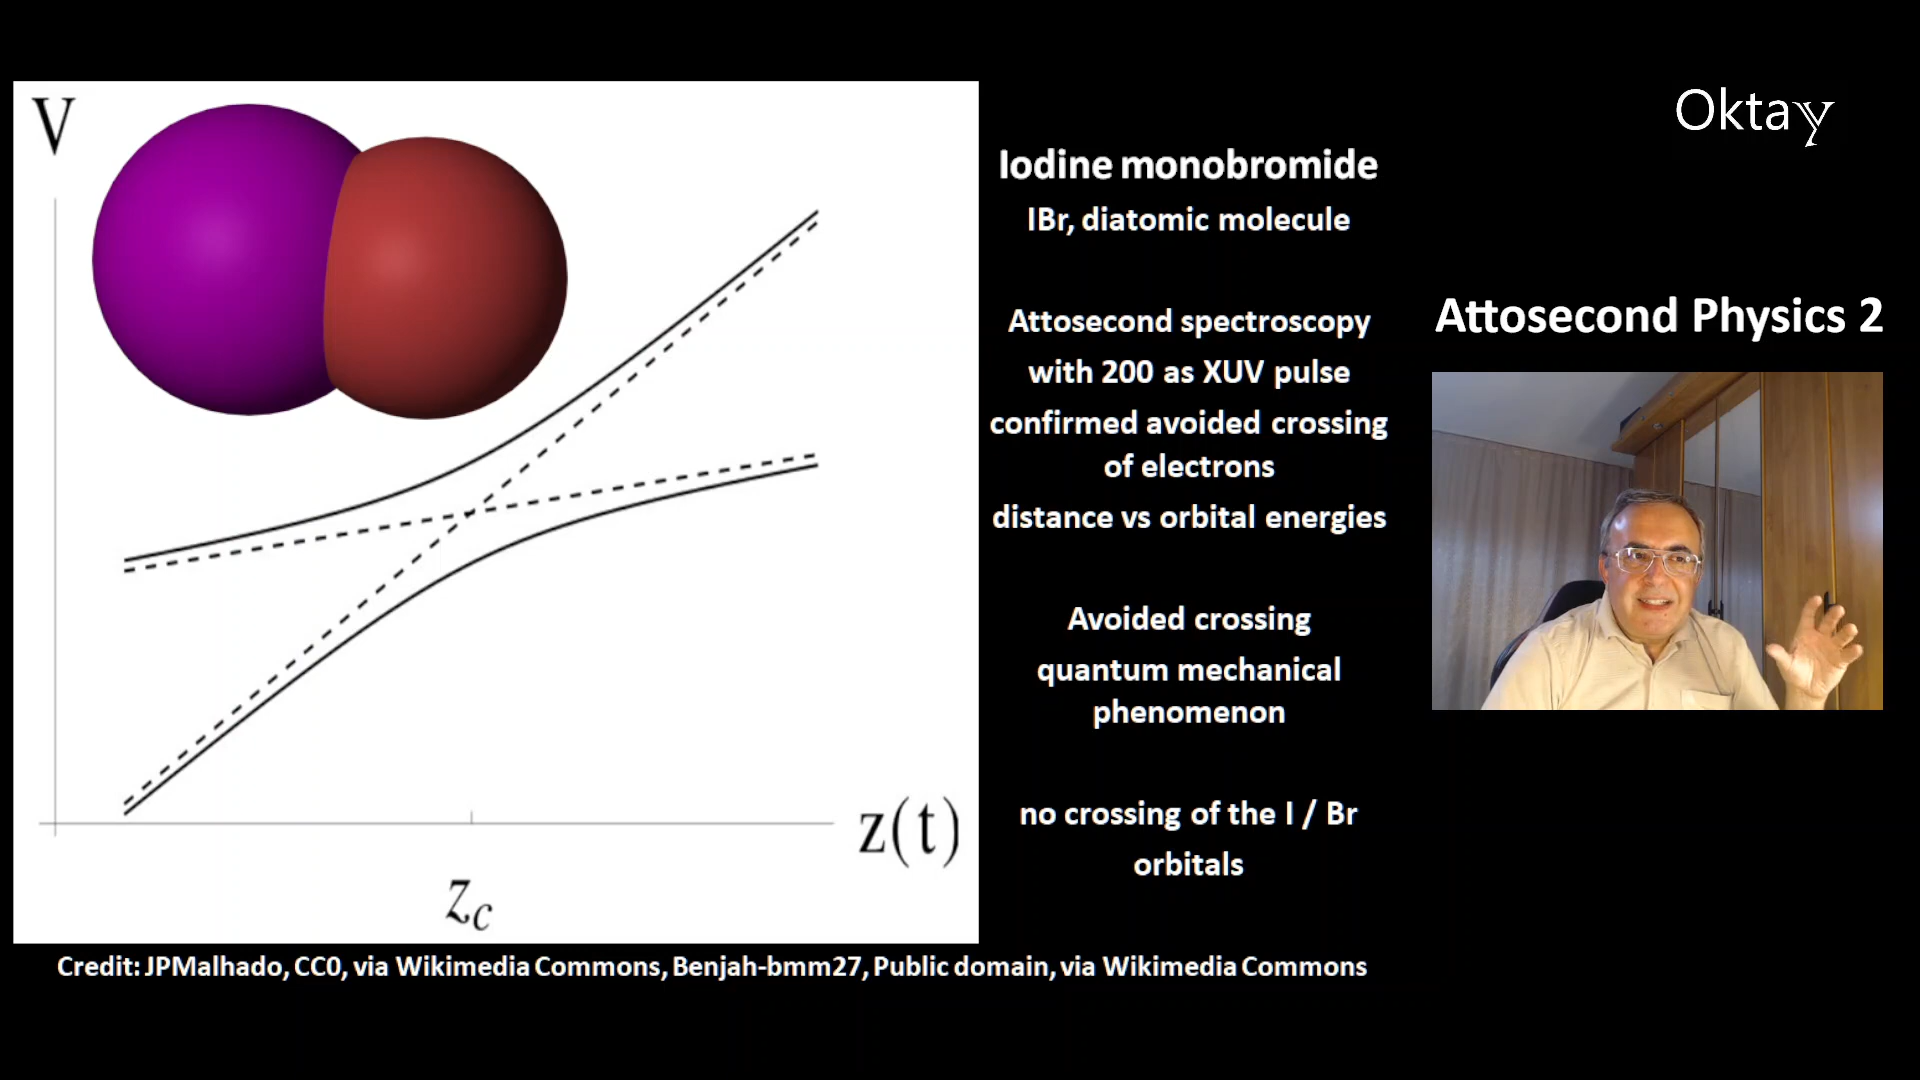 V
z(t)
zc
Iodine monobromide
IBr, diatomic molecule
Attosecond spectroscopy
with 200 as XUV pulse
confirmed avoided crossing
of electrons
distance vs orbital energies
Avoided crossing
quantum mechanical
phenomenon
no crossing of the I / Br
orbitals
Oktay
Attosecond Physics 2
Credit: JPMalhado, CC0, via Wikimedia Commons, Benjah-bmm27, Public domain, via Wikimedia Commons